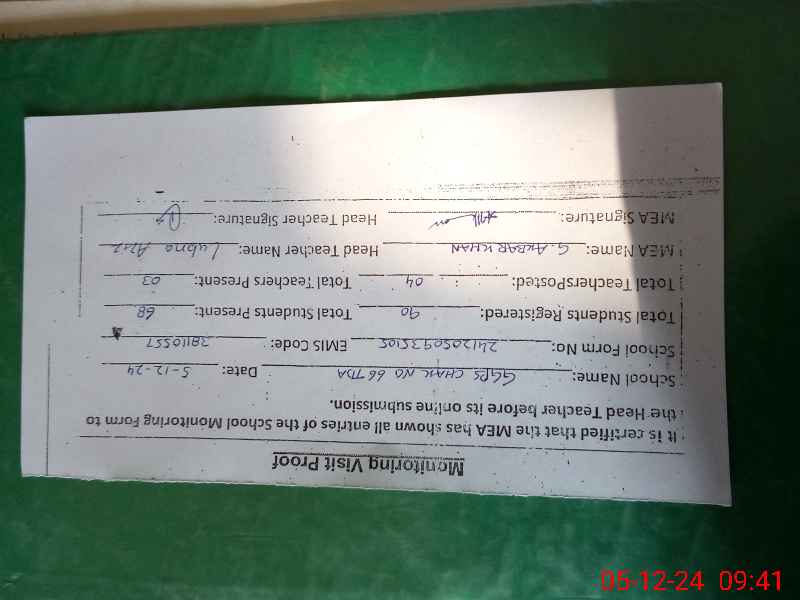 Monitoring Visit Proof
It is certified that the MEA has shown all entries of the School Monitoring Form to
the Head Teacher before its online submission.
School Name: GGPS CHAK NO 66 TDA Date: 5-12-24
School Form No: 241205093510S EMIS Code: 38110557
Total Students Registered: 90 Total Students Present: 68
Total TeachersPosted: 04 Total Teachers Present: 03
MEA Name: G. AKBAR KHAN Head Teacher Name: Lubna Aziz
MEA Signature: Head Teacher Signature:
05-12-24 09:41